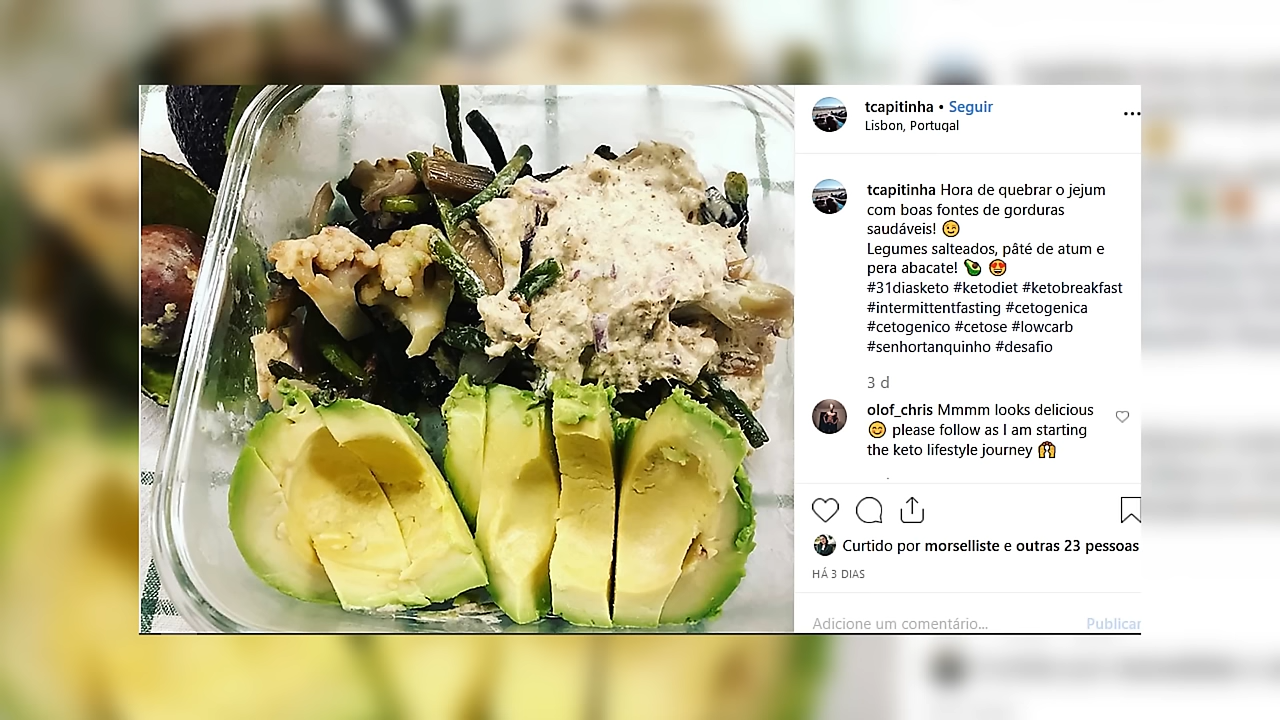 tcapitinha • Seguir
Lisbon, Portugal
tcapitinha Hora de quebrar o jejum
com boas fontes de gorduras
saudáveis! 😉
Legumes salteados, pâté de atum e
pera abacate! 🥑 😍
#31diasketo #ketodiet #ketobreakfast
#intermittentfasting #cetogenica
#cetogenico #cetose #lowcarb
#senhortanquinho #desafio
3 d
olof_chris Mmmm looks delicious
😊 please follow as I am starting
the keto lifestyle journey 🙌
Curtido por morselliste e outras 23 pessoas
HÁ 3 DIAS
Adicione um comentário... Publicar